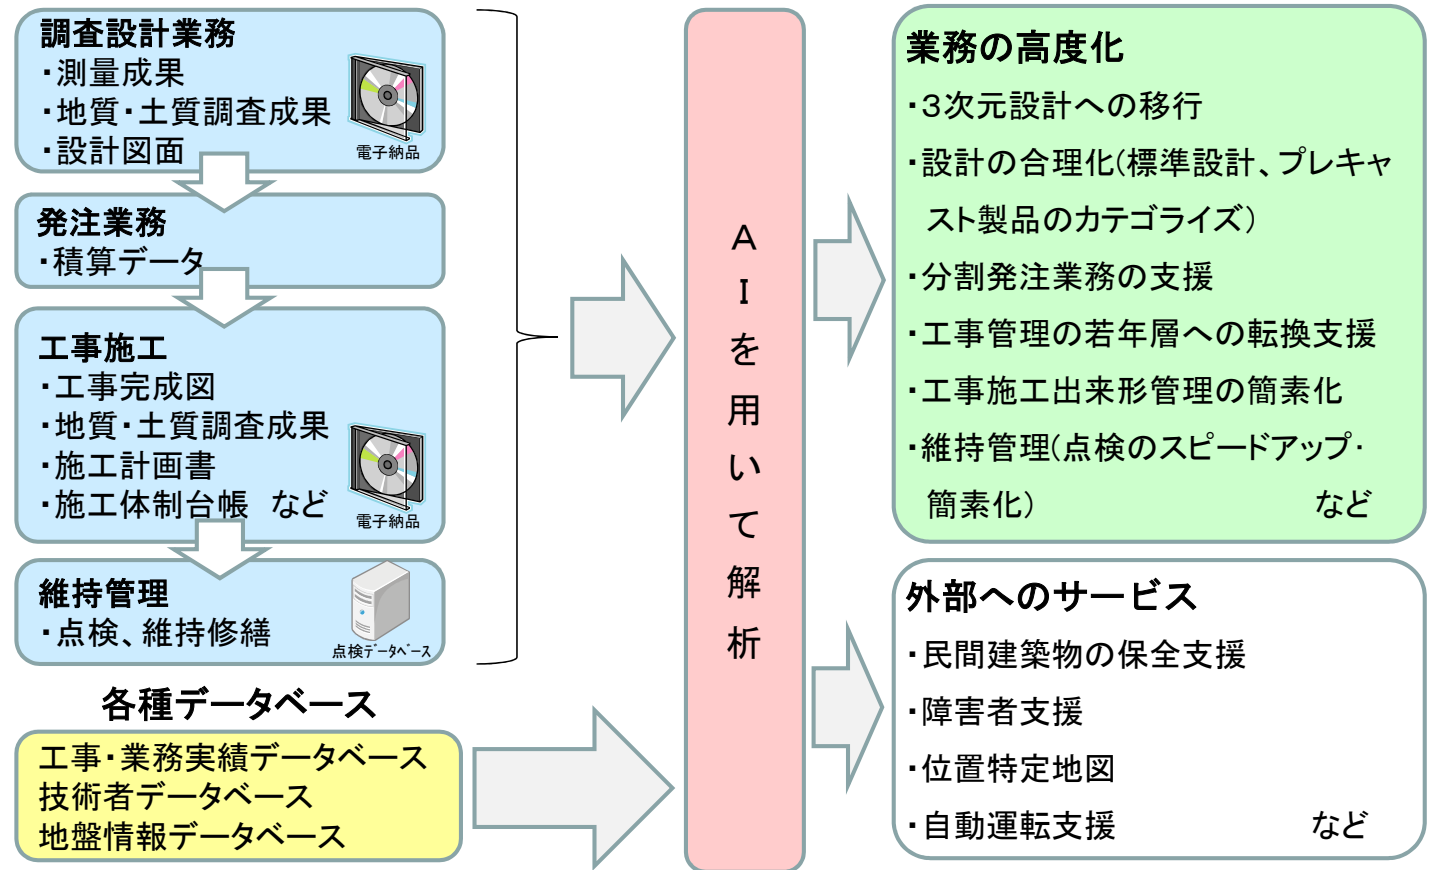 調査設計業務
・測量成果
・地質・土質調査成果
・設計図面
電子納品
発注業務
・積算データ
工事施工
・工事完成図
・地質・土質調査成果
・施工計画書
・施工体制台帳　など
電子納品
維持管理
・点検、維持修繕
点検ﾃﾞｰﾀﾍﾞｰｽ
各種データベース
工事・業務実績データベース
技術者データベース
地盤情報データベース
ＡＩを用いて解析
業務の高度化
・３次元設計への移行
・設計の合理化(標準設計、プレキャ
スト製品のカテゴライズ）
・分割発注業務の支援
・工事管理の若年層への転換支援
・工事施工出来形管理の簡素化
・維持管理(点検のスピードアップ・
簡素化）　など
外部へのサービス
・民間建築物の保全支援
・障害者支援
・位置特定地図
・自動運転支援　など